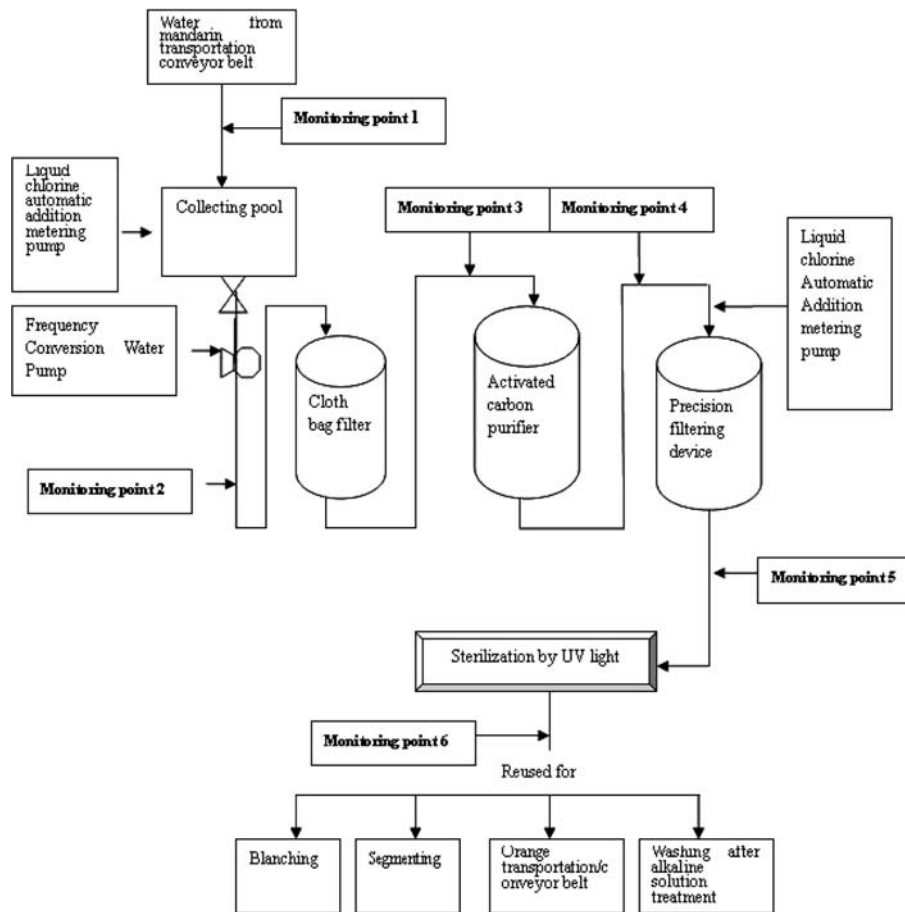 Water from
mandarin
transportation
conveyor belt
Monitoring point 1
Liquid
chlorine
automatic
addition
metering
pump
Collecting pool
Monitoring point 3
Monitoring point 4
Liquid
chlorine
Automatic
Addition
metering
pump
Frequency
Conversion Water
Pump
Cloth
bag filter
Activated
carbon
purifier
Precision
filtering
device
Monitoring point 2
Monitoring point 5
Sterilization by UV light
Monitoring point 6
Reused for
Blanching
Segmenting
Orange
transportation/c
onveyor belt
Washing after
alkaline
solution
treatment